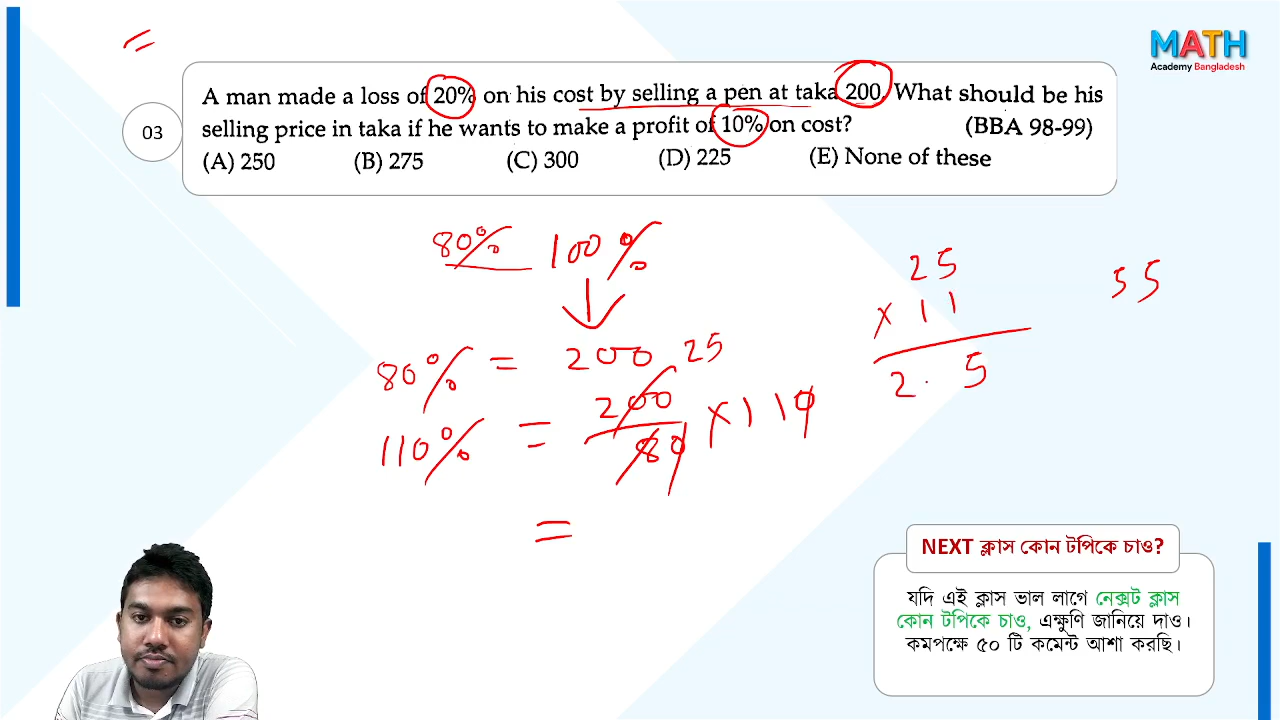 =
MATH
Academy Bangladesh
03
A man made a loss of 20% on his cost by selling a pen at taka 200. What should be his
selling price in taka if he wants to make a profit of 10% on cost? (BBA 98-99)
(A) 250 (B) 275 (C) 300 (D) 225 (E) None of these
80% 100%
80% = 200 25
110% = 200/80 × 110
=
25
× 11
2 . 5
55
NEXT ক্লাস কোন টপিকে চাও?
যদি এই ক্লাস ভাল লাগে নেক্সট ক্লাস
কোন টপিকে চাও, এক্ষুণি জানিয়ে দাও।
কমপক্ষে ৫০ টি কমেন্ট আশা করছি।